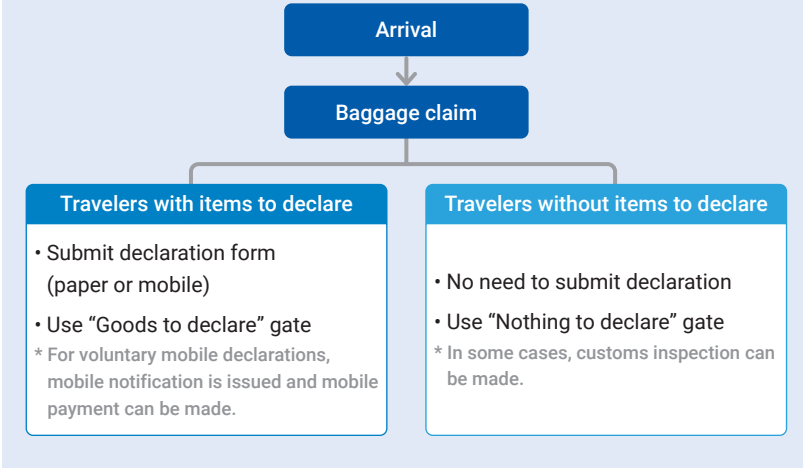 Arrival
Baggage claim
Travelers with items to declare
• Submit declaration form
(paper or mobile)
• Use “Goods to declare” gate
* For voluntary mobile declarations,
mobile notification is issued and mobile
payment can be made.
Travelers without items to declare
• No need to submit declaration
• Use “Nothing to declare” gate
* In some cases, customs inspection can
be made.